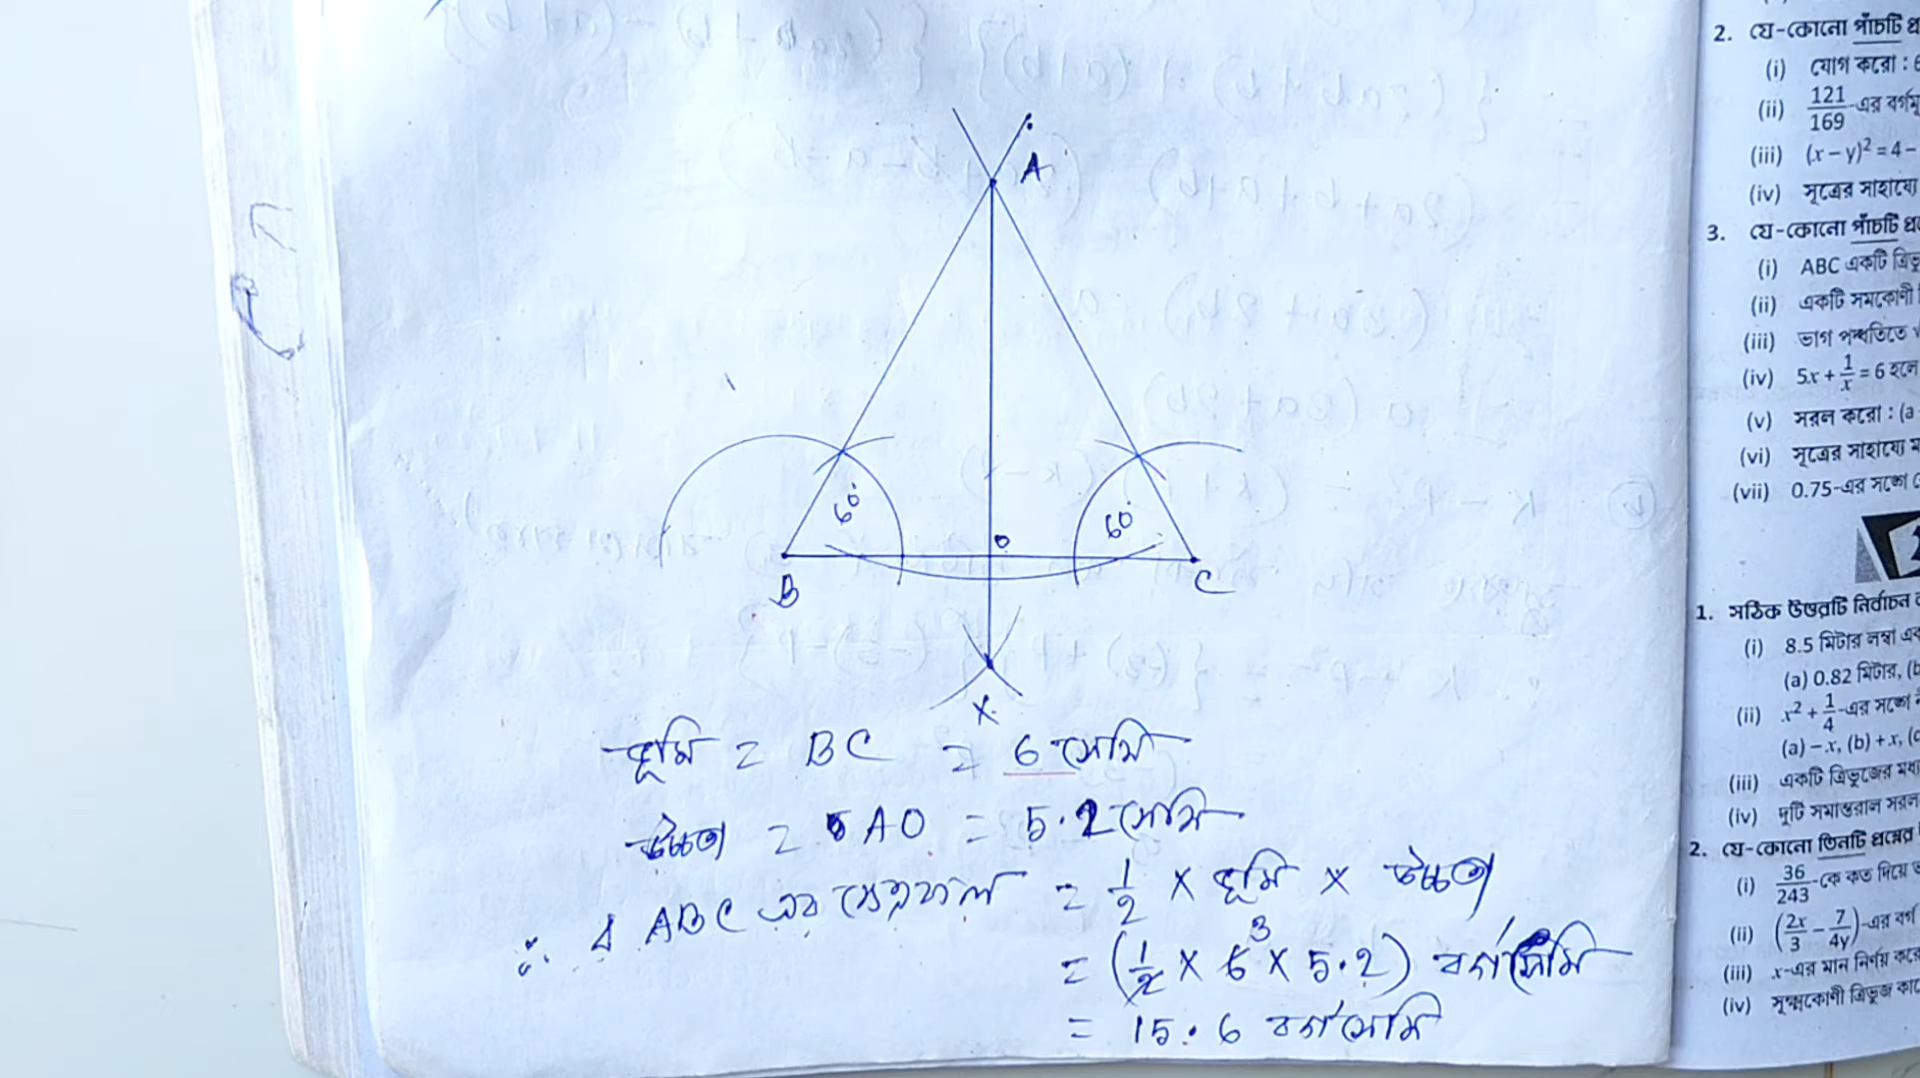 A
60°
60°
O
B
C
X
ভূমি = BC = 6 সেমি
উচ্চতা = AO = 5.2 সেমি
∴ Δ ABC এর ক্ষেত্রফল = 1/2 × ভূমি × উচ্চতা
= (1/2 × 6 3 × 5.2) বর্গসেমি
= 15.6 বর্গসেমি
2. যে-কোনো পাঁচটি
(i) যোগ করো :
(ii) 121/169-এর
(iii) (x – y)² = 4 –
(iv) সূত্রের সাহায্যে
3. যে-কোনো পাঁচটি
(i) ABC একটি
(ii) একটি সমকোণী
(iii) ভাগ পদ্ধতিতে
(iv) 5x + 1/x = 6 হলে
(v) সরল করো : (a
(vi) সূত্রের সাহায্যে
(vii) 0.75-এর সঙ্গে
1. সঠিক উত্তরটি নির্বাচন
(i) 8.5 মিটার লম্বা
(a) 0.82 মিটার, (b
(ii) x² + 1/4-এর সঙ্গে
(a) – x, (b) + x, (c
(iii) একটি ত্রিভুজের
(iv) দুটি সমান্তরাল
2. যে-কোনো তিনটি প্রশ্নের
(i) 36/243-কে কত দিয়ে
(ii) (2x/3 – 7/4y)-এর বর্গ
(iii) x-এর মান নির্ণয়
(iv) সূক্ষ্মকোণী ত্রিভুজ